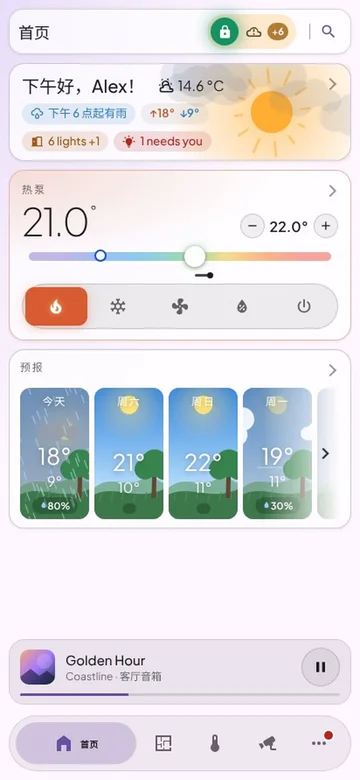 首页
+6
下午好，Alex！ 14.6 °C
下午 6 点起有雨 ↑18° ↓9°
6 lights +1 1 needs you
热泵
21.0°
− 22.0° +
预报
今天 周六 周日 周一
18° 21° 22° 19°
9° 10° 11° 11°
80% 30%
Golden Hour
Coastline · 客厅音箱
首页